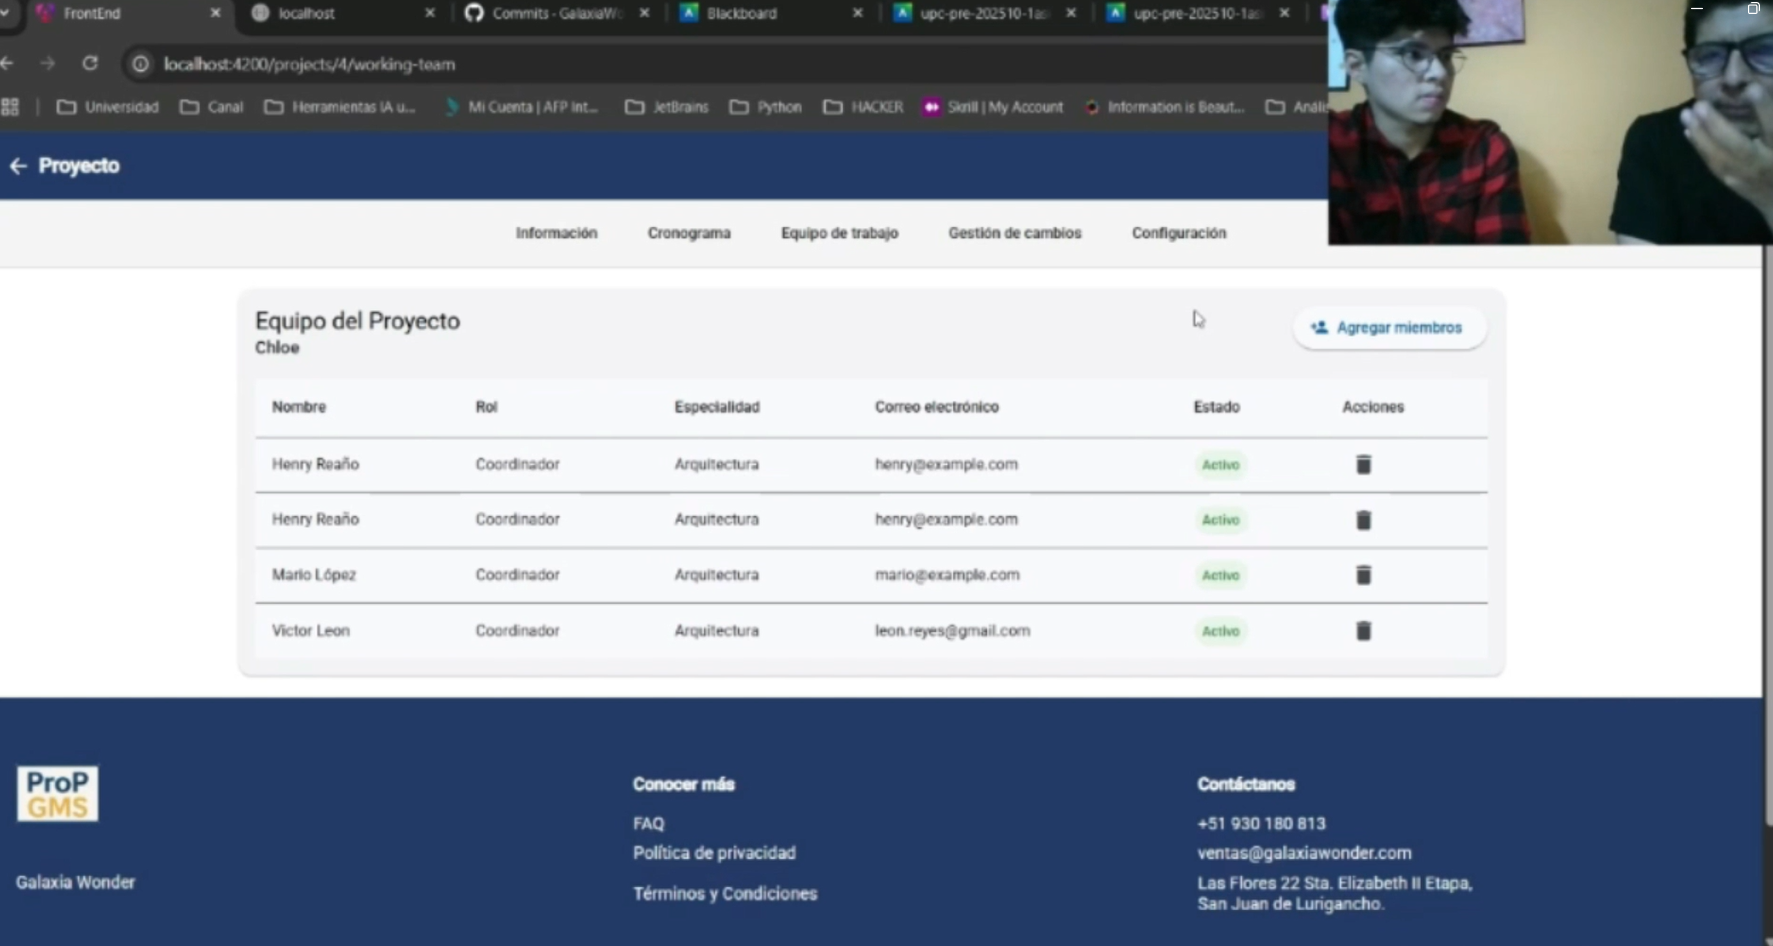 FrontEnd
localhost
Commits - GalaxiaW
Blackboard
upc-pre-202510-1as
upc-pre-202510-1as
localhost:4200/projects/4/working-team
Universidad
Canal
Herramientas IA u...
Mi Cuenta | AFP Int...
JetBrains
Python
HACKER
Skrill | My Account
Information is Beaut...
Proyecto
Información Cronograma Equipo de trabajo Gestión de cambios Configuración
Equipo del Proyecto
Chloe
Agregar miembros
Nombre Rol Especialidad Correo electrónico Estado Acciones
Henry Reaño Coordinador Arquitectura henry@example.com Activo
Henry Reaño Coordinador Arquitectura henry@example.com Activo
Mario López Coordinador Arquitectura mario@example.com Activo
Victor Leon Coordinador Arquitectura leon.reyes@gmail.com Activo
ProP
GMS
Galaxia Wonder
Conocer más
FAQ
Política de privacidad
Términos y Condiciones
Contáctanos
+51 930 180 813
ventas@galaxiawonder.com
Las Flores 22 Sta. Elizabeth II Etapa,
San Juan de Lurigancho.